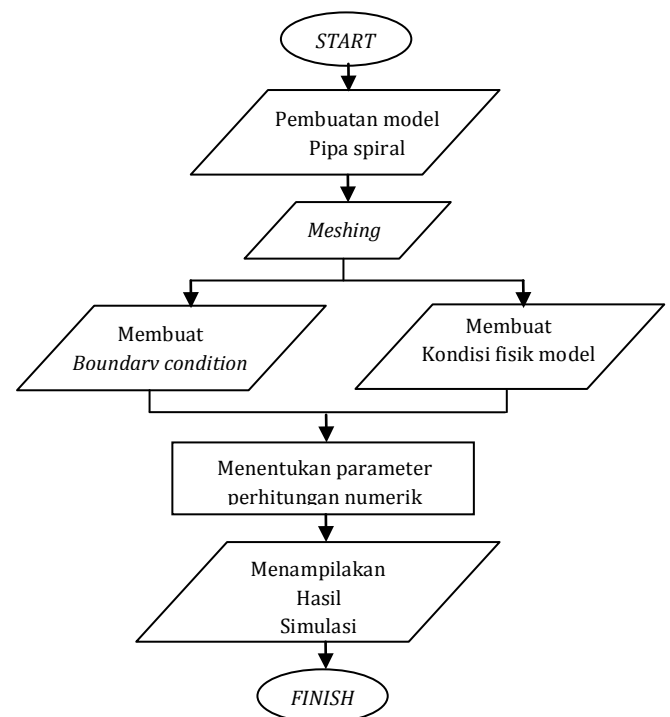 START
Pembuatan model
Pipa spiral
Meshing
Membuat
Boundary condition
Membuat
Kondisi fisik model
Menentukan parameter
perhitungan numerik
Menampilakan
Hasil
Simulasi
FINISH